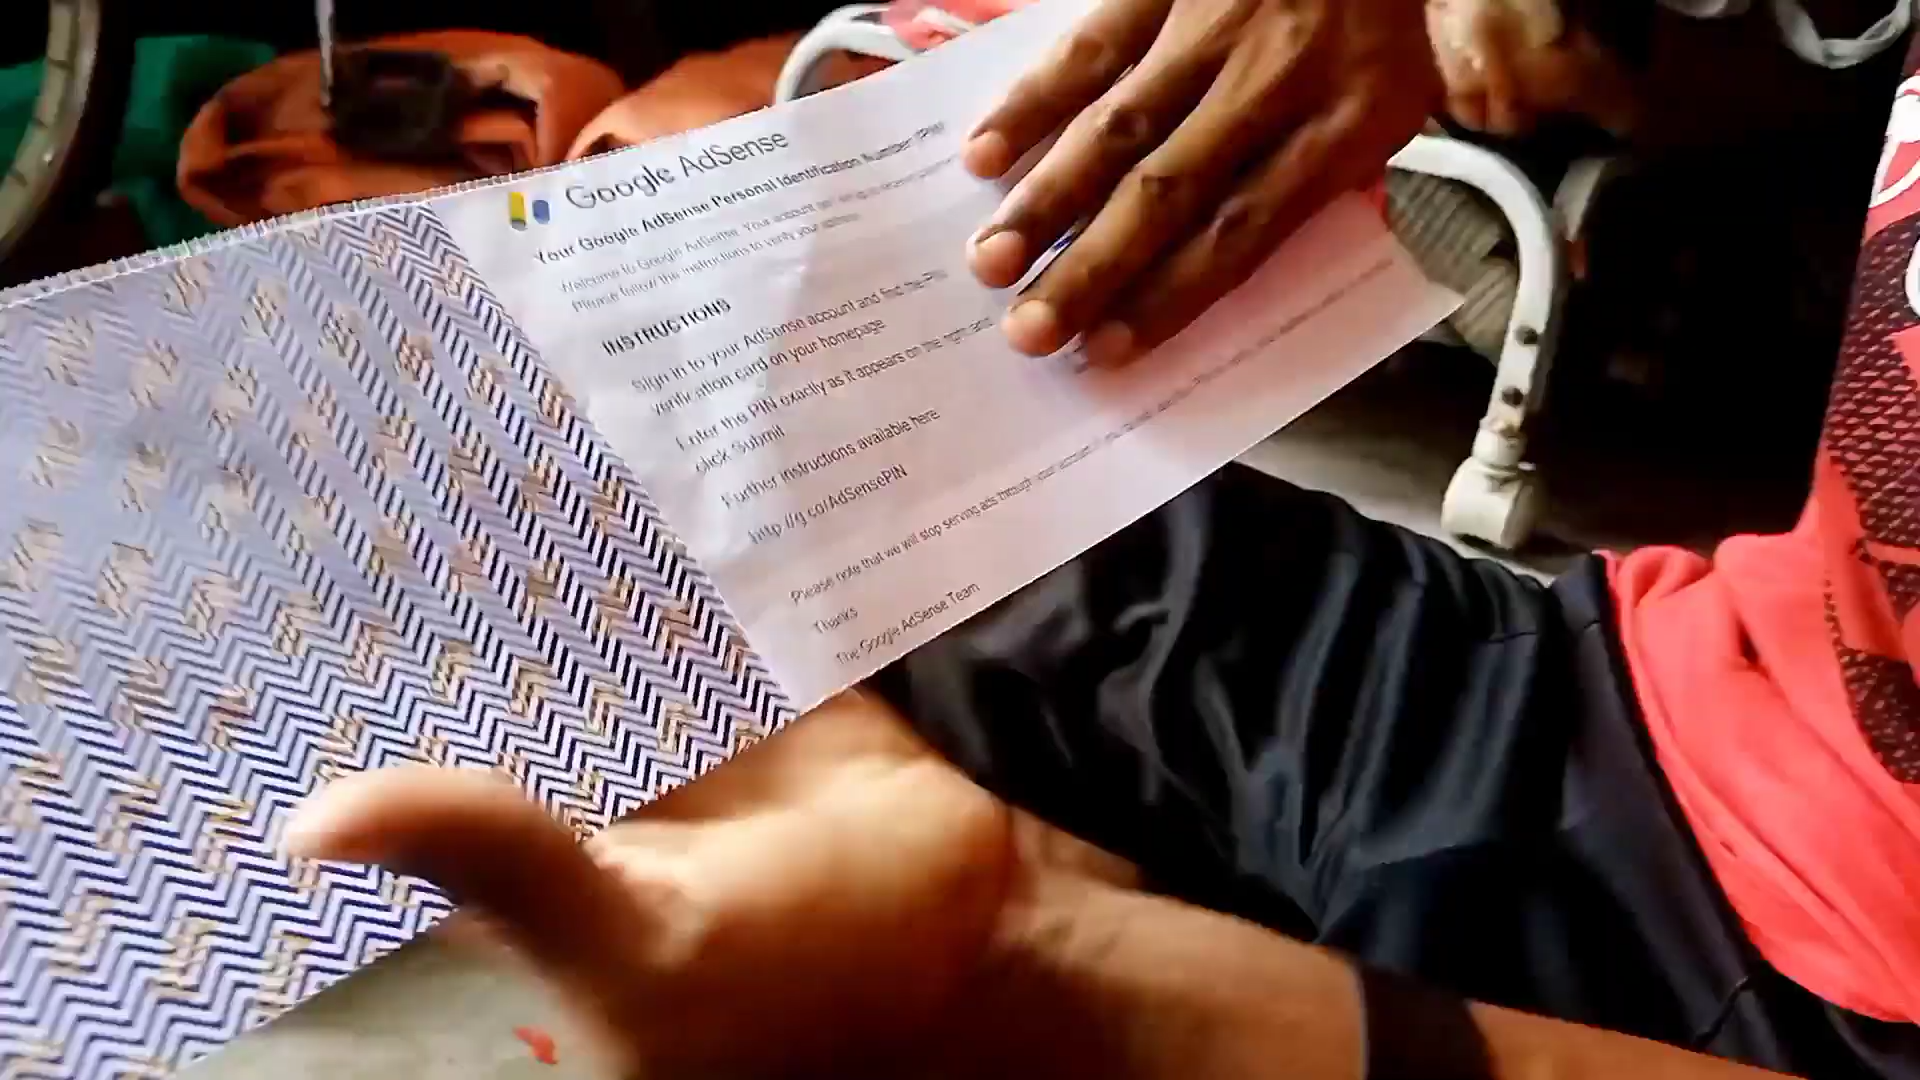 Google AdSense
Your Google AdSense Personal Identification Number (PIN)
Welcome to Google AdSense. Your account
Please follow the instructions to verify your address.
INSTRUCTIONS
Sign in to your AdSense account and find the PIN
verification card on your homepage
Enter the PIN exactly as it appears on the right and
click Submit
Further instructions available here
http://g.co/AdSensePIN
Please note that we will stop serving ads through your account if
Thanks
The Google AdSense Team